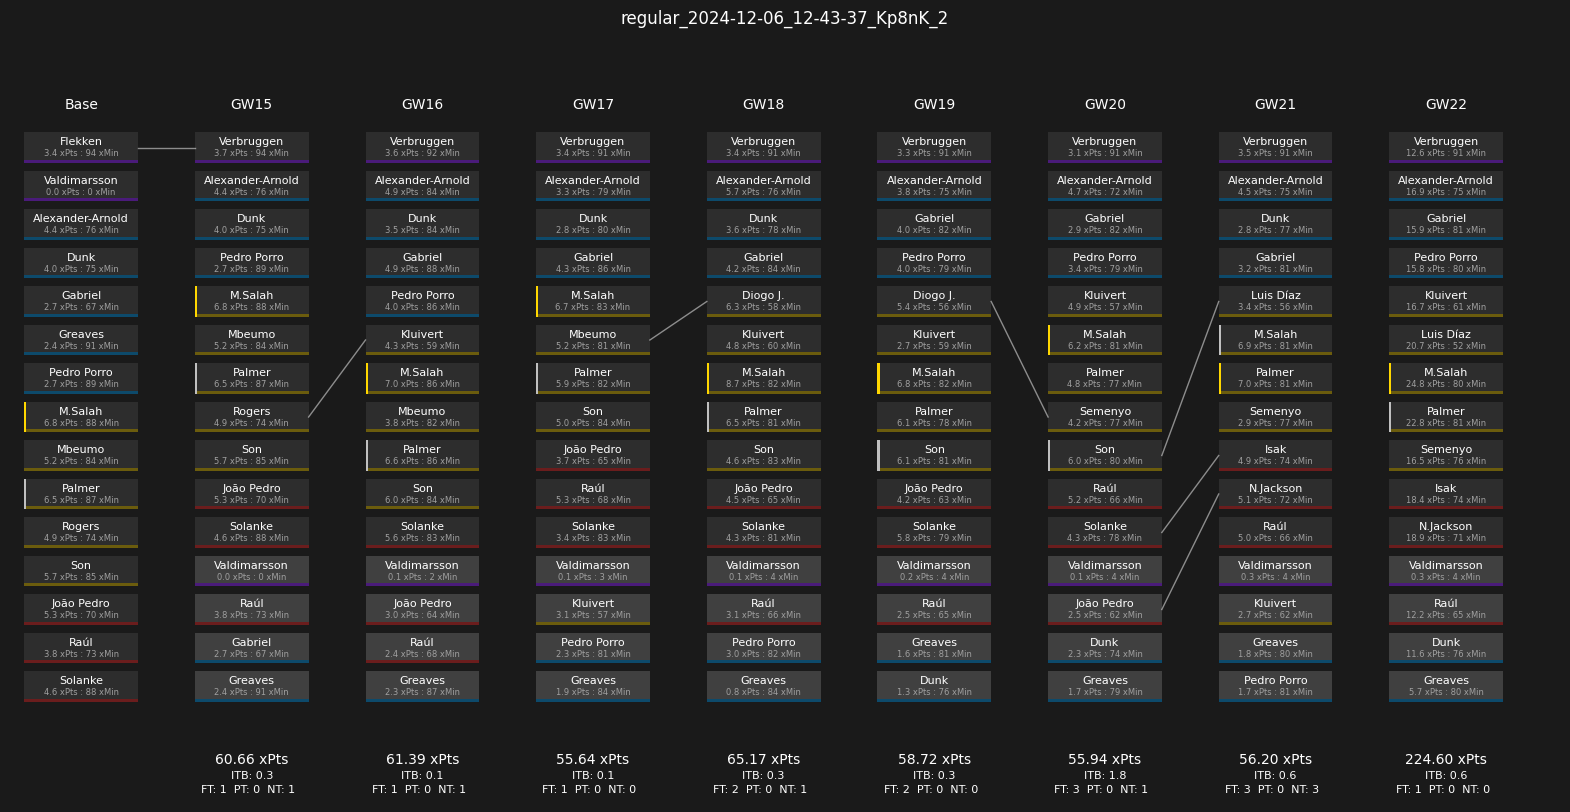 regular_2024-12-06_12-43-37_Kp8nK_2
Base
Flekken
3.4 xPts : 94 xMin
Valdimarsson
0.0 xPts : 0 xMin
Alexander-Arnold
4.4 xPts : 76 xMin
Dunk
4.0 xPts : 75 xMin
Gabriel
2.7 xPts : 67 xMin
Greaves
2.4 xPts : 91 xMin
Pedro Porro
2.7 xPts : 89 xMin
M.Salah
6.8 xPts : 88 xMin
Mbeumo
5.2 xPts : 84 xMin
Palmer
6.5 xPts : 87 xMin
Rogers
4.9 xPts : 74 xMin
Son
5.7 xPts : 85 xMin
João Pedro
5.3 xPts : 70 xMin
Raúl
3.8 xPts : 73 xMin
Solanke
4.6 xPts : 88 xMin
GW15
Verbruggen
3.7 xPts : 94 xMin
Alexander-Arnold
4.4 xPts : 76 xMin
Dunk
4.0 xPts : 75 xMin
Pedro Porro
2.7 xPts : 89 xMin
M.Salah
6.8 xPts : 88 xMin
Mbeumo
5.2 xPts : 84 xMin
Palmer
6.5 xPts : 87 xMin
Rogers
4.9 xPts : 74 xMin
Son
5.7 xPts : 85 xMin
João Pedro
5.3 xPts : 70 xMin
Solanke
4.6 xPts : 88 xMin
Valdimarsson
0.0 xPts : 0 xMin
Raúl
3.8 xPts : 73 xMin
Gabriel
2.7 xPts : 67 xMin
Greaves
2.4 xPts : 91 xMin
60.66 xPts
ITB: 0.3
FT: 1 PT: 0 NT: 1
GW16
Verbruggen
3.6 xPts : 92 xMin
Alexander-Arnold
4.9 xPts : 84 xMin
Dunk
3.5 xPts : 84 xMin
Gabriel
4.9 xPts : 88 xMin
Pedro Porro
4.0 xPts : 86 xMin
Kluivert
4.3 xPts : 59 xMin
M.Salah
7.0 xPts : 86 xMin
Mbeumo
3.8 xPts : 82 xMin
Palmer
6.6 xPts : 86 xMin
Son
6.0 xPts : 84 xMin
Solanke
5.6 xPts : 83 xMin
Valdimarsson
0.1 xPts : 2 xMin
João Pedro
3.0 xPts : 64 xMin
Raúl
2.4 xPts : 68 xMin
Greaves
2.3 xPts : 87 xMin
61.39 xPts
ITB: 0.1
FT: 1 PT: 0 NT: 1
GW17
Verbruggen
3.4 xPts : 91 xMin
Alexander-Arnold
3.3 xPts : 79 xMin
Dunk
2.8 xPts : 80 xMin
Gabriel
4.3 xPts : 86 xMin
M.Salah
6.7 xPts : 83 xMin
Mbeumo
5.2 xPts : 81 xMin
Palmer
5.9 xPts : 82 xMin
Son
5.0 xPts : 84 xMin
João Pedro
3.7 xPts : 65 xMin
Raúl
5.3 xPts : 68 xMin
Solanke
3.4 xPts : 83 xMin
Valdimarsson
0.1 xPts : 3 xMin
Kluivert
3.1 xPts : 57 xMin
Pedro Porro
2.3 xPts : 81 xMin
Greaves
1.9 xPts : 84 xMin
55.64 xPts
ITB: 0.1
FT: 1 PT: 0 NT: 0
GW18
Verbruggen
3.4 xPts : 91 xMin
Alexander-Arnold
5.7 xPts : 76 xMin
Dunk
3.6 xPts : 78 xMin
Gabriel
4.2 xPts : 84 xMin
Diogo J.
6.3 xPts : 58 xMin
Kluivert
4.8 xPts : 60 xMin
M.Salah
8.7 xPts : 82 xMin
Palmer
6.5 xPts : 81 xMin
Son
4.6 xPts : 83 xMin
João Pedro
4.5 xPts : 65 xMin
Solanke
4.3 xPts : 81 xMin
Valdimarsson
0.1 xPts : 4 xMin
Raúl
3.1 xPts : 66 xMin
Pedro Porro
3.0 xPts : 82 xMin
Greaves
0.8 xPts : 84 xMin
65.17 xPts
ITB: 0.3
FT: 2 PT: 0 NT: 1
GW19
Verbruggen
3.3 xPts : 91 xMin
Alexander-Arnold
3.8 xPts : 75 xMin
Gabriel
4.0 xPts : 82 xMin
Pedro Porro
4.0 xPts : 79 xMin
Diogo J.
5.4 xPts : 56 xMin
Kluivert
2.7 xPts : 59 xMin
M.Salah
6.8 xPts : 82 xMin
Palmer
6.1 xPts : 78 xMin
Son
6.1 xPts : 81 xMin
João Pedro
4.2 xPts : 63 xMin
Solanke
5.8 xPts : 79 xMin
Valdimarsson
0.2 xPts : 4 xMin
Raúl
2.5 xPts : 65 xMin
Greaves
1.6 xPts : 81 xMin
Dunk
1.3 xPts : 76 xMin
58.72 xPts
ITB: 0.3
FT: 2 PT: 0 NT: 0
GW20
Verbruggen
3.1 xPts : 91 xMin
Alexander-Arnold
4.7 xPts : 72 xMin
Gabriel
2.9 xPts : 82 xMin
Pedro Porro
3.4 xPts : 79 xMin
Kluivert
4.9 xPts : 57 xMin
M.Salah
6.2 xPts : 81 xMin
Palmer
4.8 xPts : 77 xMin
Semenyo
4.2 xPts : 77 xMin
Son
6.0 xPts : 80 xMin
Raúl
5.2 xPts : 66 xMin
Solanke
4.3 xPts : 78 xMin
Valdimarsson
0.1 xPts : 4 xMin
João Pedro
2.5 xPts : 62 xMin
Dunk
2.3 xPts : 74 xMin
Greaves
1.7 xPts : 79 xMin
55.94 xPts
ITB: 1.8
FT: 3 PT: 0 NT: 1
GW21
Verbruggen
3.5 xPts : 91 xMin
Alexander-Arnold
4.5 xPts : 75 xMin
Dunk
2.8 xPts : 77 xMin
Gabriel
3.2 xPts : 81 xMin
Luis Díaz
3.4 xPts : 56 xMin
M.Salah
6.9 xPts : 81 xMin
Palmer
7.0 xPts : 81 xMin
Semenyo
2.9 xPts : 77 xMin
Isak
4.9 xPts : 74 xMin
N.Jackson
5.1 xPts : 72 xMin
Raúl
5.0 xPts : 66 xMin
Valdimarsson
0.3 xPts : 4 xMin
Kluivert
2.7 xPts : 62 xMin
Greaves
1.8 xPts : 80 xMin
Pedro Porro
1.7 xPts : 81 xMin
56.20 xPts
ITB: 0.6
FT: 3 PT: 0 NT: 3
GW22
Verbruggen
12.6 xPts : 91 xMin
Alexander-Arnold
16.9 xPts : 75 xMin
Gabriel
15.9 xPts : 81 xMin
Pedro Porro
15.8 xPts : 80 xMin
Kluivert
16.7 xPts : 61 xMin
Luis Díaz
20.7 xPts : 52 xMin
M.Salah
24.8 xPts : 80 xMin
Palmer
22.8 xPts : 81 xMin
Semenyo
16.5 xPts : 76 xMin
Isak
18.4 xPts : 74 xMin
N.Jackson
18.9 xPts : 71 xMin
Valdimarsson
0.3 xPts : 4 xMin
Raúl
12.2 xPts : 65 xMin
Dunk
11.6 xPts : 76 xMin
Greaves
5.7 xPts : 80 xMin
224.60 xPts
ITB: 0.6
FT: 1 PT: 0 NT: 0